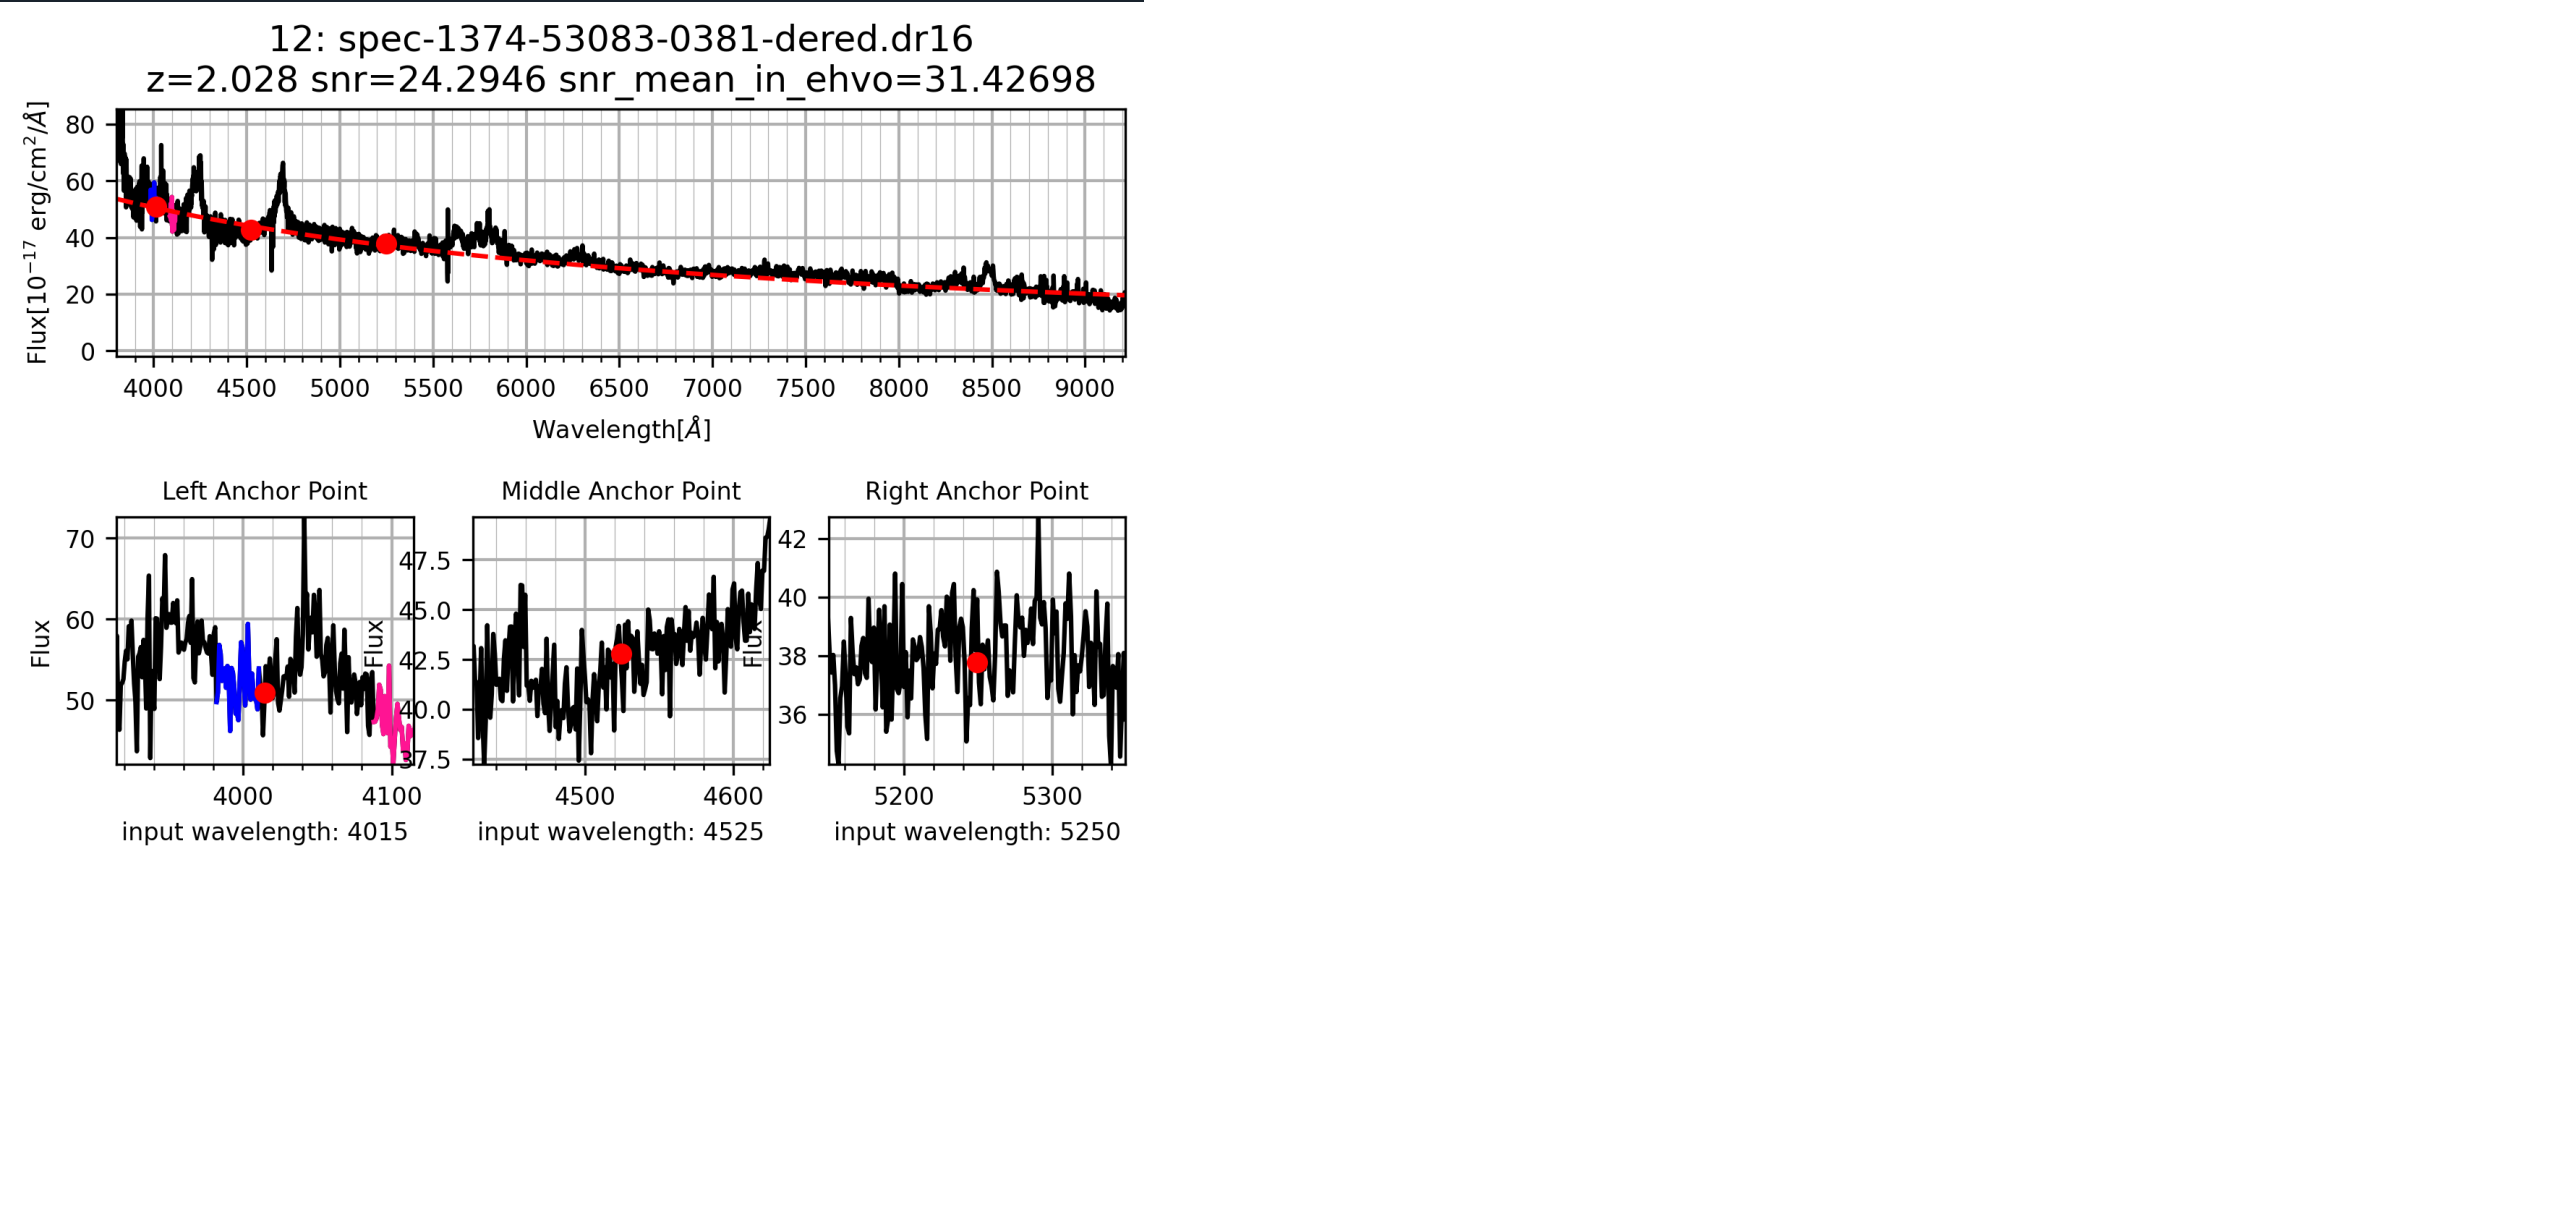 12: spec-1374-53083-0381-dered.dr16
z=2.028 snr=24.2946 snr_mean_in_ehvo=31.42698
Flux[10⁻¹⁷ erg/cm²/Å]
80
60
40
20
0
4000 4500 5000 5500 6000 6500 7000 7500 8000 8500 9000
Wavelength[Å]
Left Anchor Point
Flux
70
60
50
4000 4100
input wavelength: 4015
Middle Anchor Point
Flux
47.5
45.0
42.5
40.0
37.5
4500 4600
input wavelength: 4525
Right Anchor Point
Flux
42
40
38
36
5200 5300
input wavelength: 5250